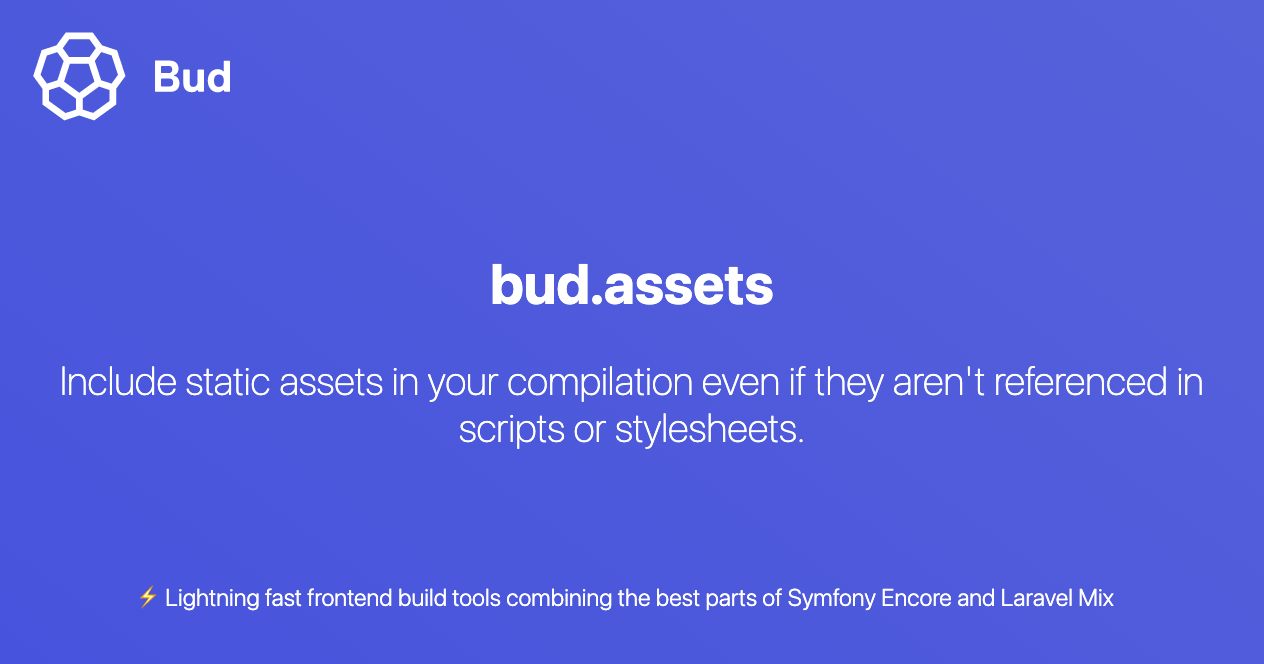 Bud
bud.assets
Include static assets in your compilation even if they aren't referenced in
scripts or stylesheets.
⚡ Lightning fast frontend build tools combining the best parts of Symfony Encore and Laravel Mix